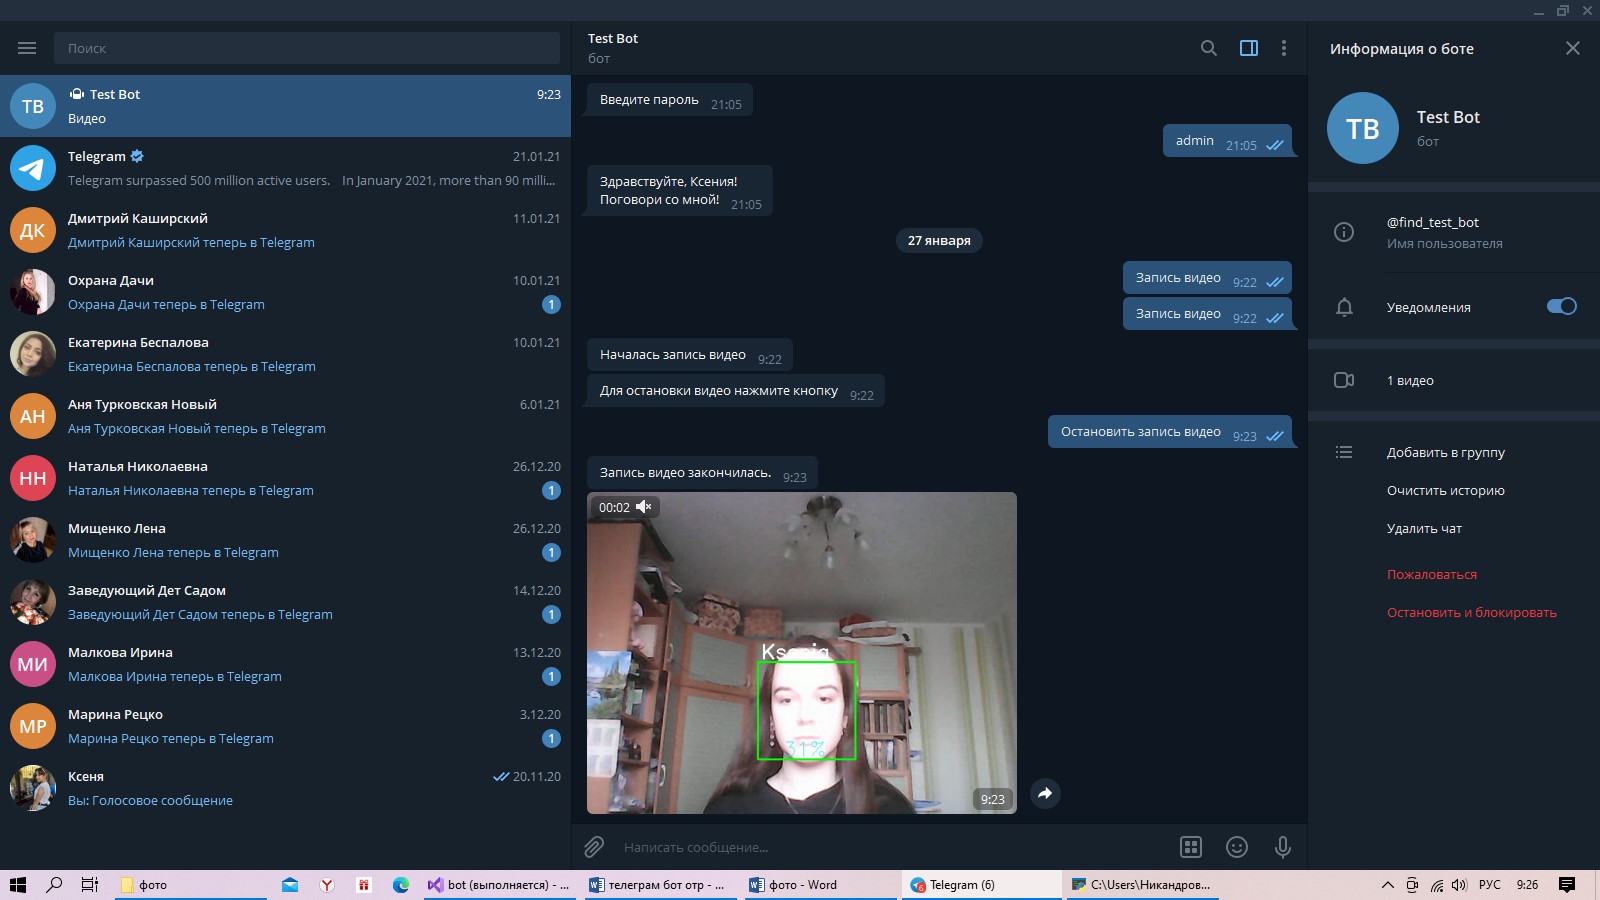 Поиск
TB
Test Bot
9:23
Видео
Telegram
21.01.21
Telegram surpassed 500 million active users. In January 2021, more than 90 milli...
ДК
Дмитрий Каширский
11.01.21
Дмитрий Каширский теперь в Telegram
Охрана Дачи
10.01.21
Охрана Дачи теперь в Telegram
1
Екатерина Беспалова
10.01.21
Екатерина Беспалова теперь в Telegram
АН
Аня Турковская Новый
6.01.21
Аня Турковская Новый теперь в Telegram
НН
Наталья Николаевна
26.12.20
Наталья Николаевна теперь в Telegram
1
Мищенко Лена
26.12.20
Мищенко Лена теперь в Telegram
1
Заведующий Дет Садом
14.12.20
Заведующий Дет Садом теперь в Telegram
1
МИ
Малкова Ирина
13.12.20
Малкова Ирина теперь в Telegram
1
МР
Марина Рецко
3.12.20
Марина Рецко теперь в Telegram
1
Ксеня
20.11.20
Вы: Голосовое сообщение
Test Bot
бот
Введите пароль 21:05
admin 21:05
Здравствуйте, Ксения!
Поговори со мной! 21:05
27 января
Запись видео 9:22
Запись видео 9:22
Началась запись видео 9:22
Для остановки видео нажмите кнопку 9:22
Остановить запись видео 9:23
Запись видео закончилась. 9:23
00:02
Ksenia
31%
9:23
Написать сообщение...
Информация о боте
TB
Test Bot
бот
@find_test_bot
Имя пользователя
Уведомления
1 видео
Добавить в группу
Очистить историю
Удалить чат
Пожаловаться
Остановить и блокировать
фото
bot (выполняется) - ...
телеграм бот отр - ...
фото - Word
6
Telegram (6)
C:\Users\Никандров...
РУС
9:26